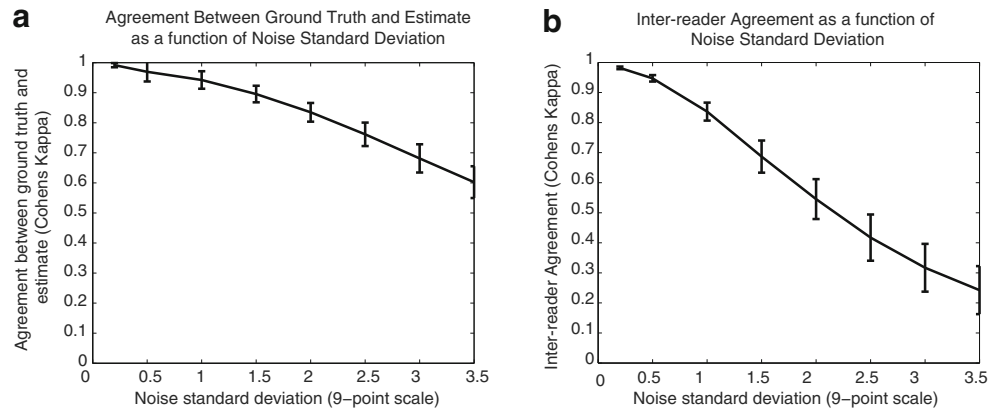 a
Agreement Between Ground Truth and Estimate
as a function of Noise Standard Deviation
Agreement between ground truth and
estimate (Cohens Kappa)
1
0.9
0.8
0.7
0.6
0.5
0.4
0.3
0.2
0.1
0
0 0.5 1 1.5 2 2.5 3 3.5
Noise standard deviation (9−point scale)
b
Inter-reader Agreement as a function of
Noise Standard Deviation
Inter-reader Agreement (Cohens Kappa)
1
0.9
0.8
0.7
0.6
0.5
0.4
0.3
0.2
0.1
0
0 0.5 1 1.5 2 2.5 3 3.5
Noise standard deviation (9−point scale)